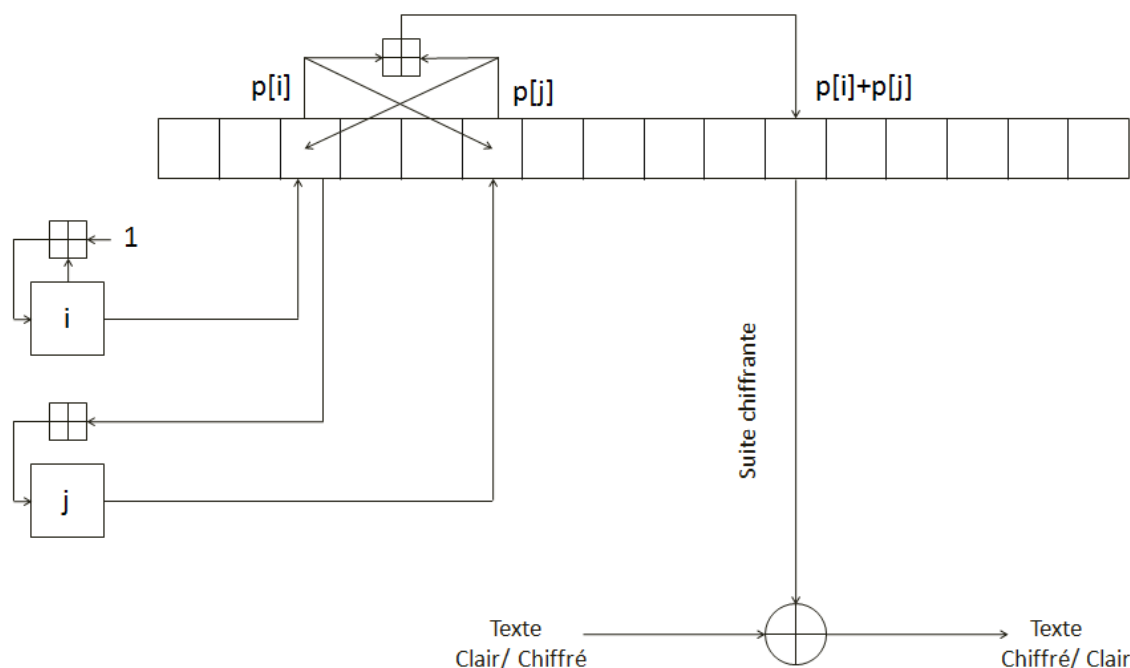 p[i]
p[j]
p[i]+p[j]
1
i
j
Suite chiffrante
Texte
Clair/ Chiffré
Texte
Chiffré/ Clair